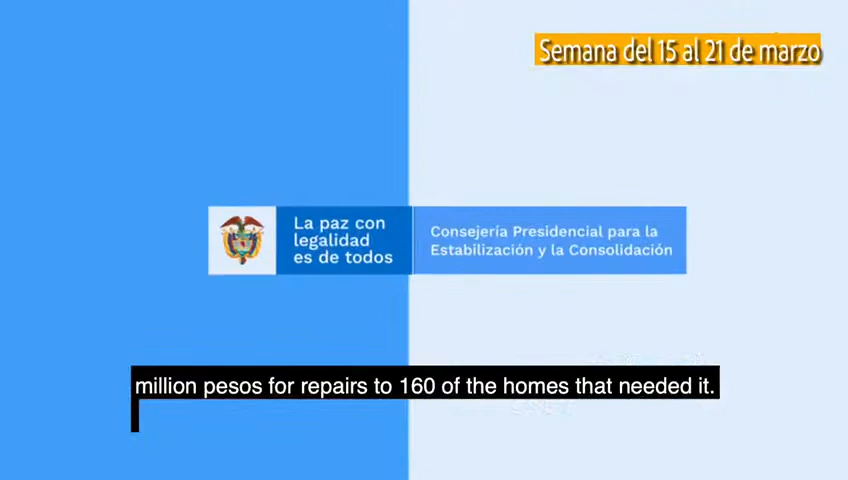 Semana del 15 al 21 de marzo
La paz con
legalidad
es de todos
Consejería Presidencial para la
Estabilización y la Consolidación
million pesos for repairs to 160 of the homes that needed it.